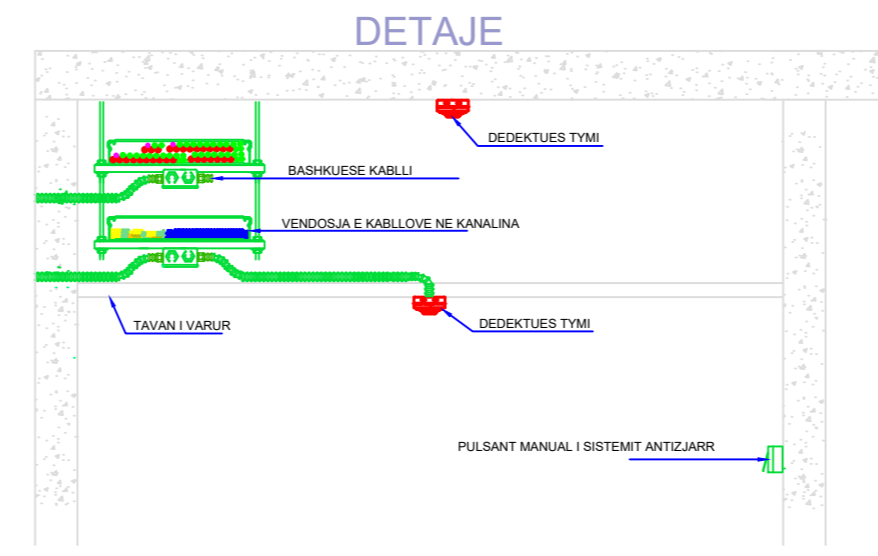 DETAJE
DEDEKTUES TYMI
BASHKUESE KABLLI
VENDOSJA E KABLLOVE NE KANALINA
TAVAN I VARUR
DEDEKTUES TYMI
PULSANT MANUAL I SISTEMIT ANTIZJARR